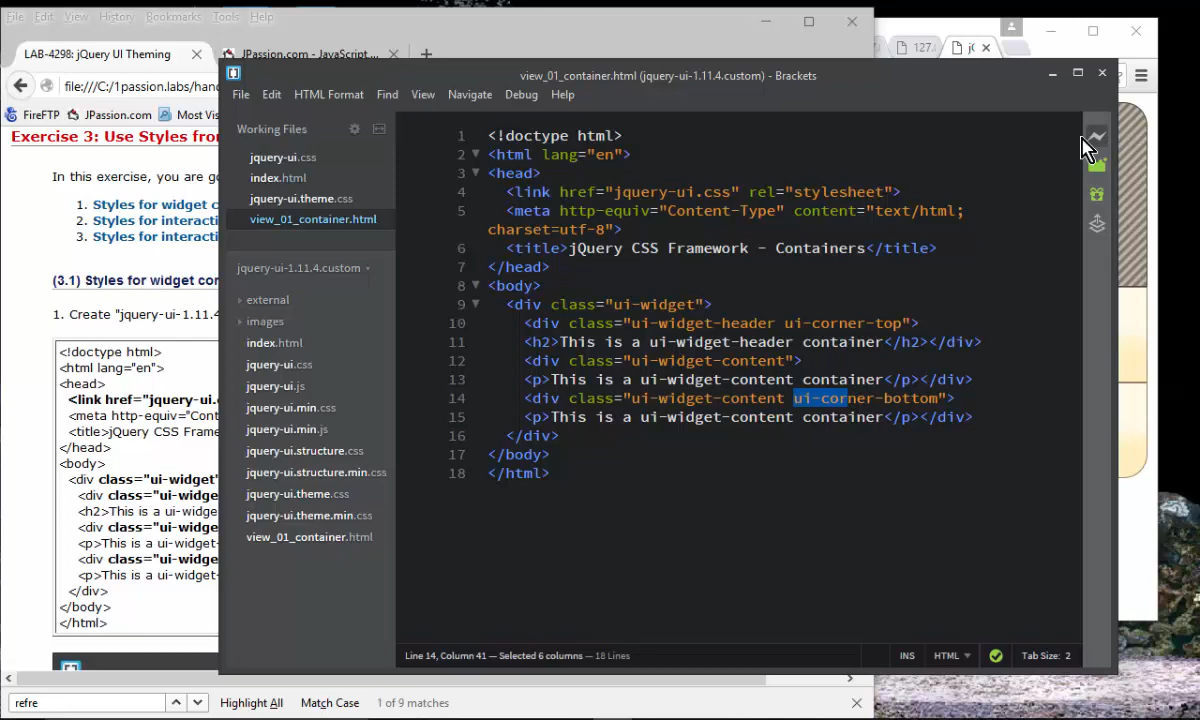 File Edit View History Bookmarks Tools Help
LAB-4298: jQuery UI Theming
JPassion.com - JavaScript...
127.
file:///C:/1passion.labs/hand
FireFTP JPassion.com Most Vis
Exercise 3: Use Styles fro
In this exercise, you are go
1. Styles for widget c
2. Styles for interacti
3. Styles for interacti
(3.1) Styles for widget con
1. Create "jquery-ui-1.11.4
<!doctype html>
<html lang="en">
<head>
<link href="jquery-ui.
<meta http-equiv="Cont
<title>jQuery CSS Frame
</head>
<body>
<div class="ui-widget"
<div class="ui-widge
<h2>This is a ui-widge
<div class="ui-widge
<p>This is a ui-widget-
<div class="ui-widge
<p>This is a ui-widget-
</div>
</body>
</html>
refre
Highlight All Match Case 1 of 9 matches
view_01_container.html (jquery-ui-1.11.4.custom) - Brackets
File Edit HTML Format Find View Navigate Debug Help
Working Files
jquery-ui.css
index.html
jquery-ui.theme.css
view_01_container.html
jquery-ui-1.11.4.custom
external
images
index.html
jquery-ui.css
jquery-ui.js
jquery-ui.min.css
jquery-ui.min.js
jquery-ui.structure.css
jquery-ui.structure.min.css
jquery-ui.theme.css
jquery-ui.theme.min.css
view_01_container.html
1 <!doctype html>
2 <html lang="en">
3 <head>
4 <link href="jquery-ui.css" rel="stylesheet">
5 <meta http-equiv="Content-Type" content="text/html;
charset=utf-8">
6 <title>jQuery CSS Framework - Containers</title>
7 </head>
8 <body>
9 <div class="ui-widget">
10 <div class="ui-widget-header ui-corner-top">
11 <h2>This is a ui-widget-header container</h2></div>
12 <div class="ui-widget-content">
13 <p>This is a ui-widget-content container</p></div>
14 <div class="ui-widget-content ui-corner-bottom">
15 <p>This is a ui-widget-content container</p></div>
16 </div>
17 </body>
18 </html>
Line 14, Column 41 — Selected 6 columns — 18 Lines
INS HTML Tab Size: 2